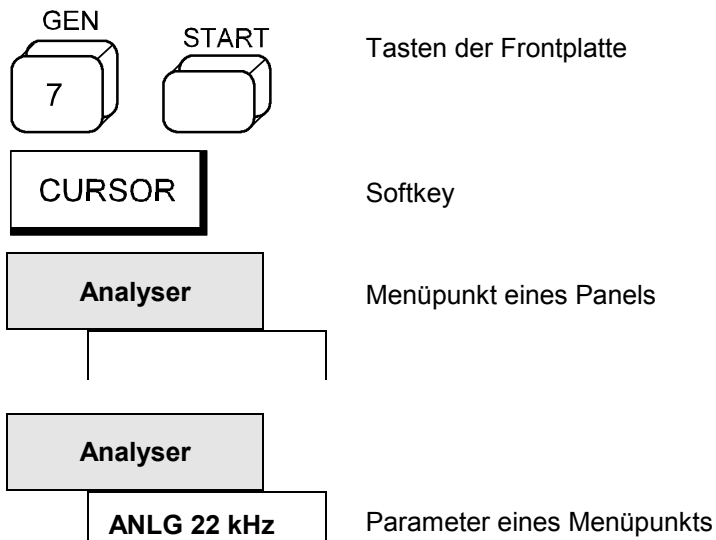 GEN
START
Tasten der Frontplatte
7
CURSOR
Softkey
Analyser
Menüpunkt eines Panels
Analyser
ANLG 22 kHz
Parameter eines Menüpunkts